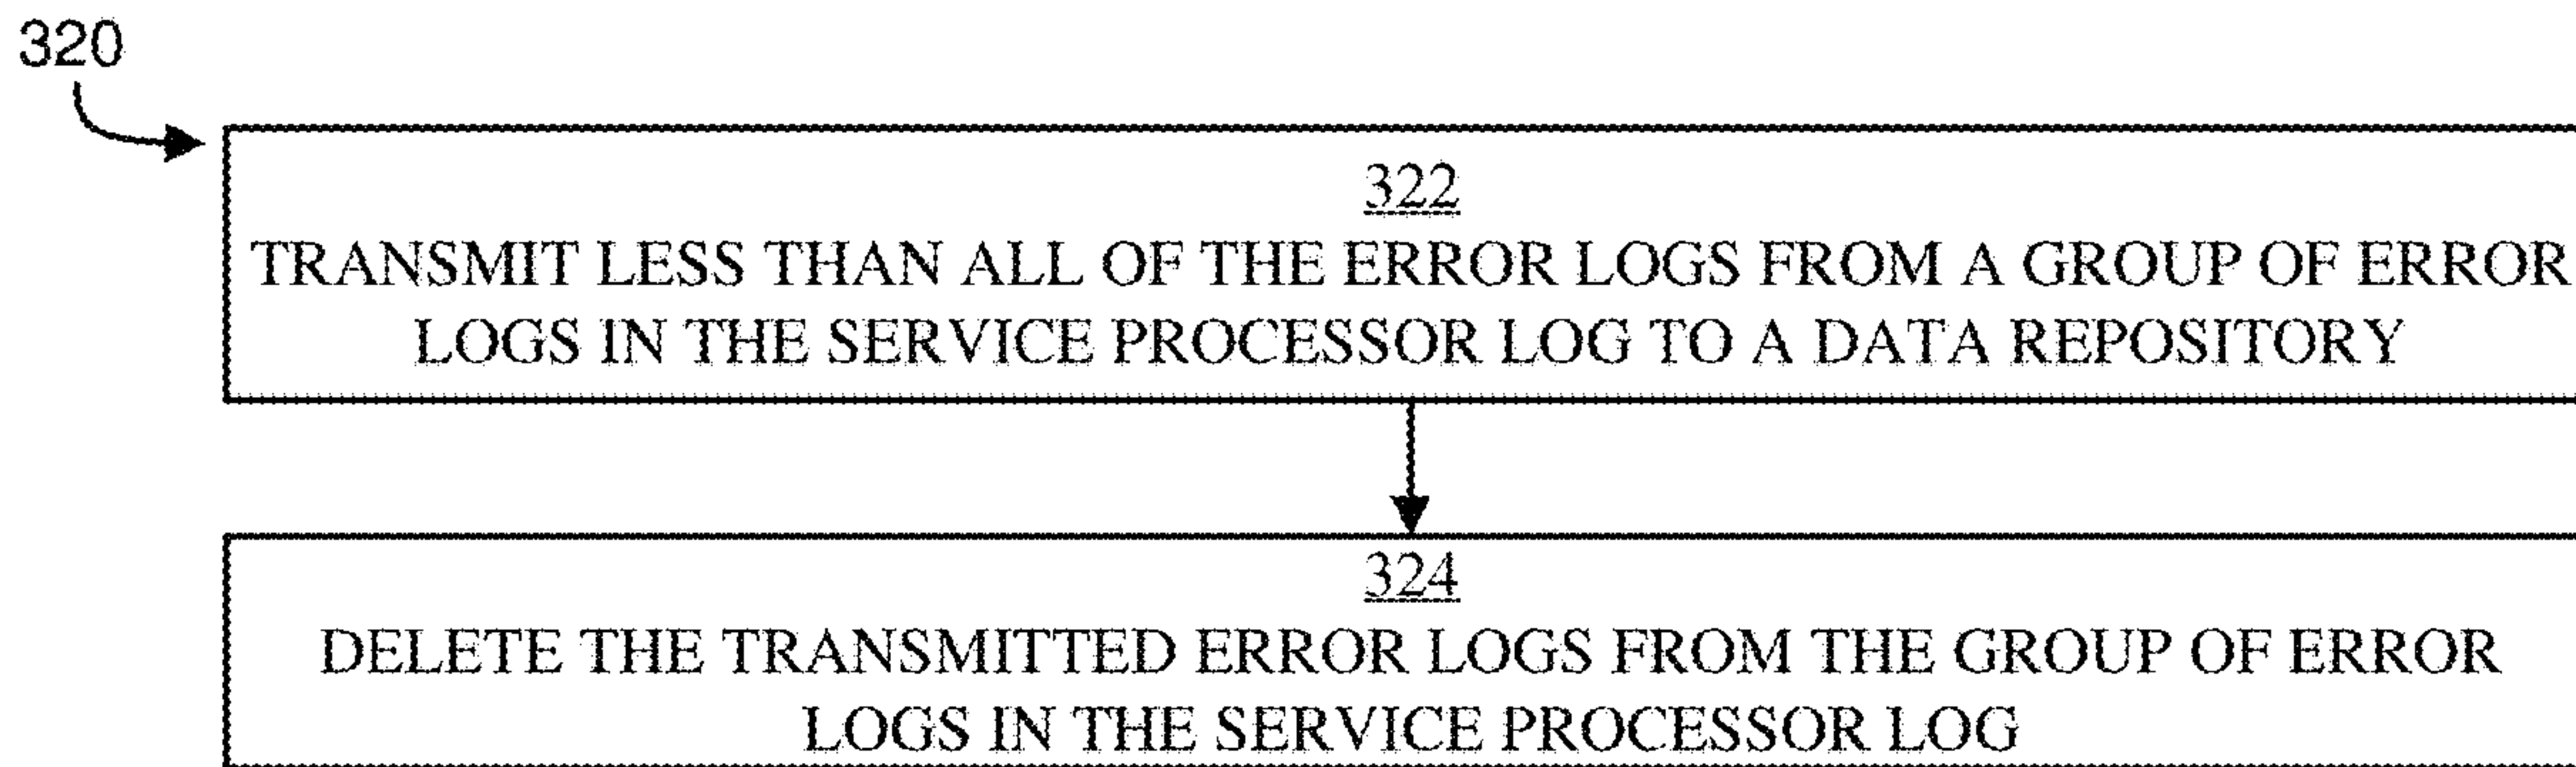 320
322
TRANSMIT LESS THAN ALL OF THE ERROR LOGS FROM A GROUP OF ERROR
LOGS IN THE SERVICE PROCESSOR LOG TO A DATA REPOSITORY
324
DELETE THE TRANSMITTED ERROR LOGS FROM THE GROUP OF ERROR
LOGS IN THE SERVICE PROCESSOR LOG